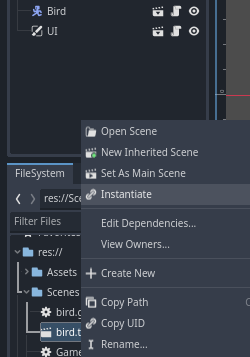 Bird
UI
Open Scene
New Inherited Scene
Set As Main Scene
FileSystem
Instantiate
res://Sce
Filter Files
Edit Dependencies...
View Owners...
res://
Assets
Create New
Scenes
Copy Path
bird.g
Copy UID
bird.t
Rename...
Game